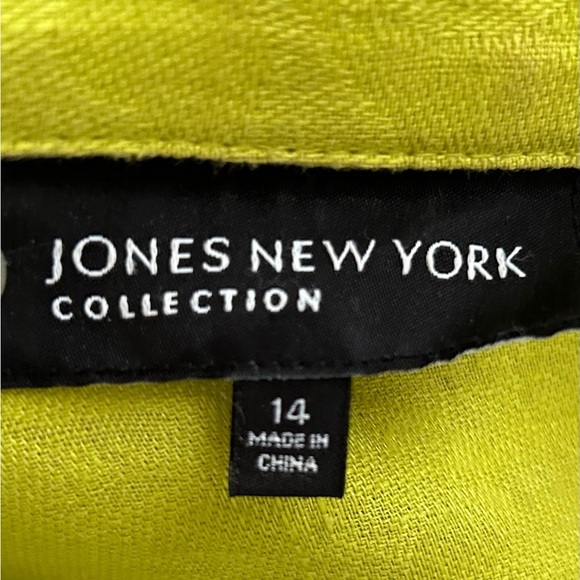 JONES NEW YORK
COLLECTION
14
MADE IN
CHINA